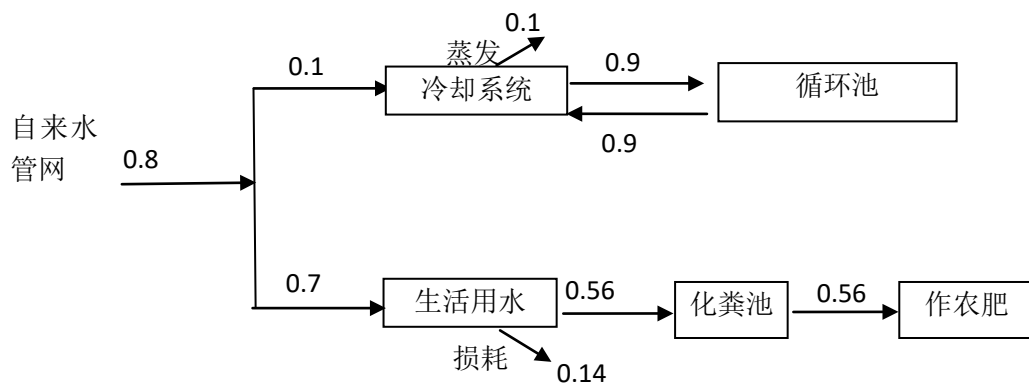 0.1
蒸发
0.1
冷却系统
0.9
循环池
0.9
自来水
管网
0.8
0.7
生活用水
0.56
化粪池
0.56
作农肥
损耗
0.14